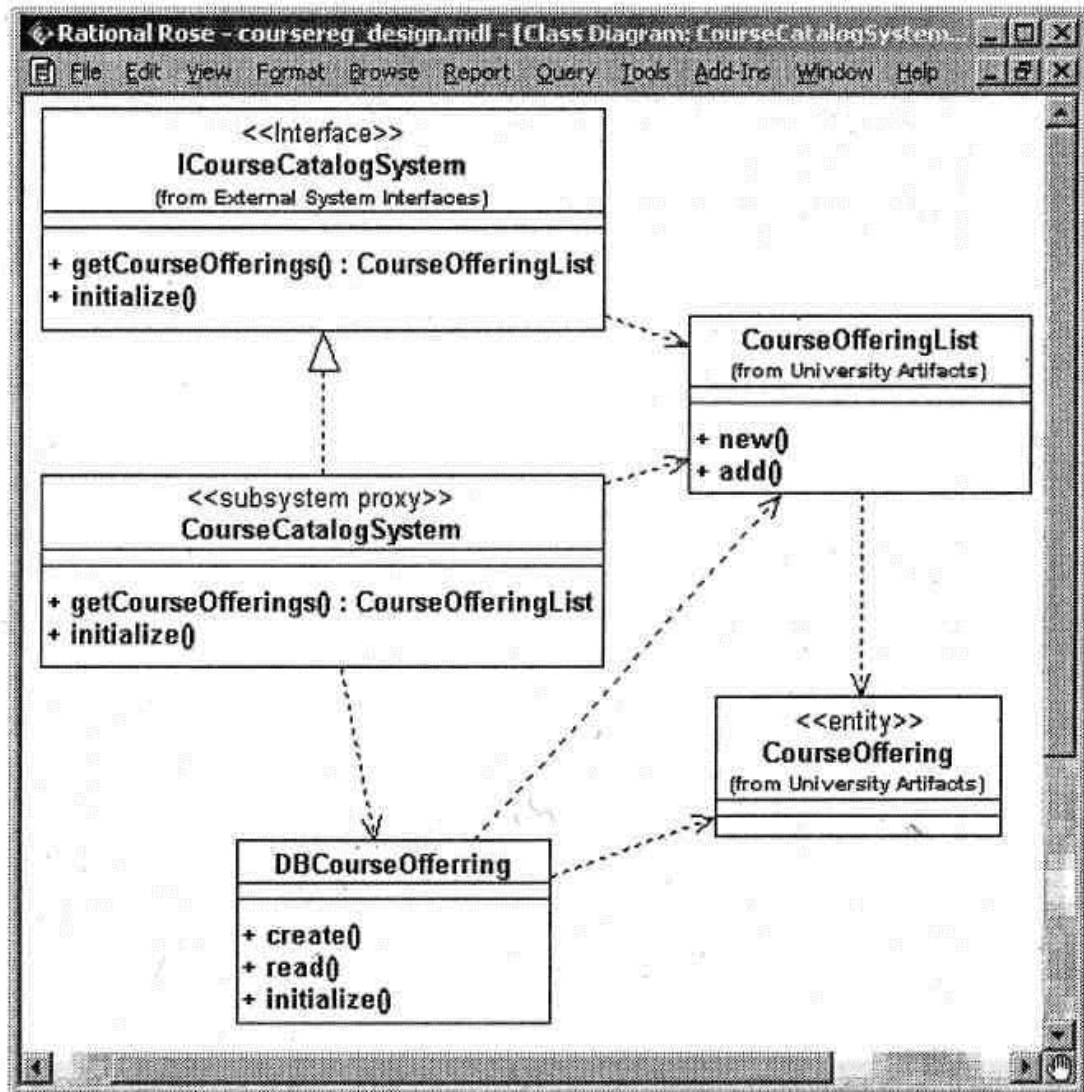 Rational Rose - coursereg_design.mdl - [Class Diagram: CourseCatalogSystem...
File Edit View Format Browse Report Query Tools Add-Ins Window Help
<<Interface>>
ICourseCatalogSystem
(from External System Interfaces)
+ getCourseOfferings() : CourseOfferingList
+ initialize()
CourseOfferingList
(from University Artifacts)
+ new()
+ add()
<<subsystem proxy>>
CourseCatalogSystem
+ getCourseOfferings() : CourseOfferingList
+ initialize()
<<entity>>
CourseOffering
(from University Artifacts)
DBCourseOfferring
+ create()
+ read()
+ initialize()